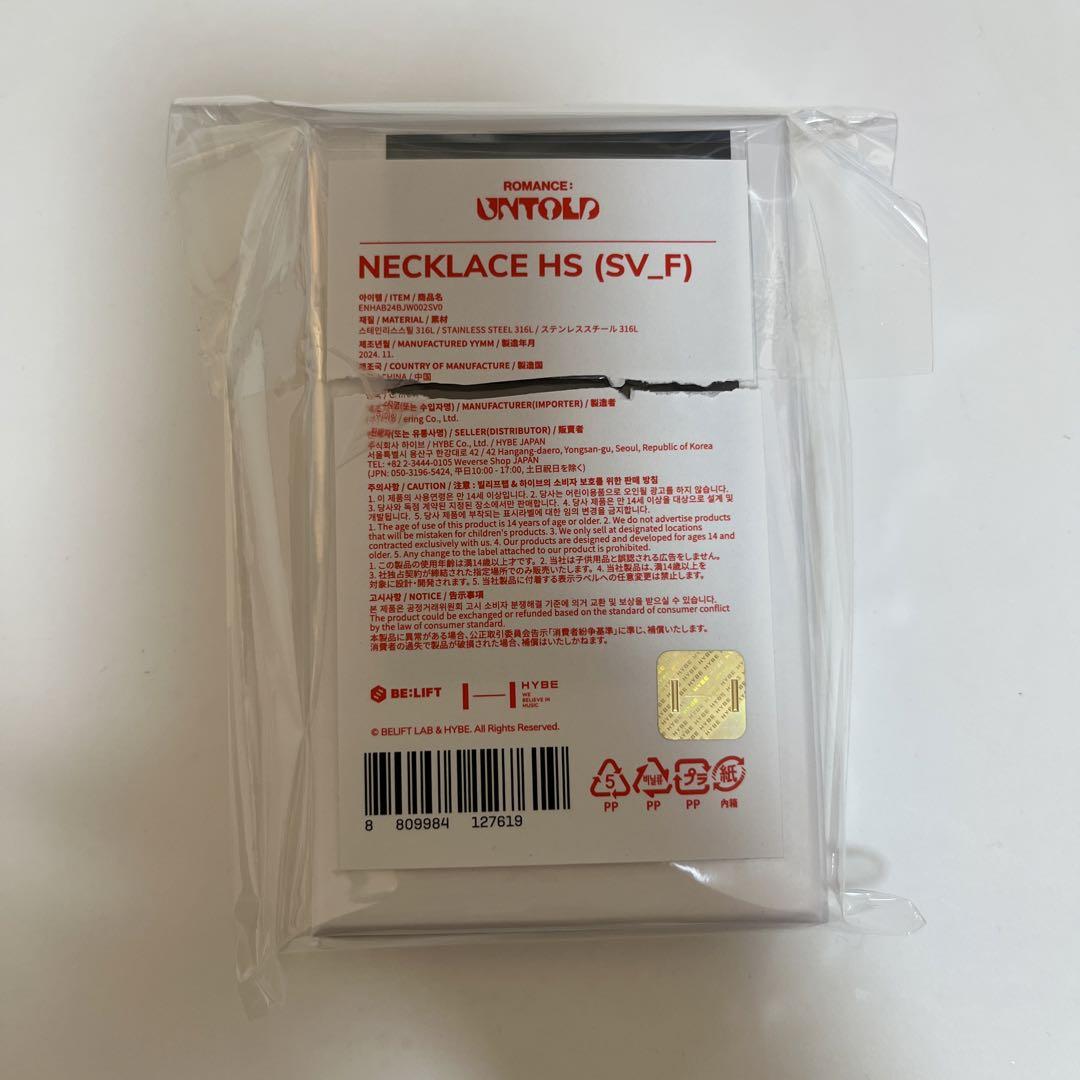 ROMANCE:
UNTOLD
NECKLACE HS (SV_F)
아이템 / ITEM / 商品名
ENHAB24BJW002SV0
재질 / MATERIAL / 素材
스테인리스스틸 316L / STAINLESS STEEL 316L / ステンレススチール 316L
제조년월 / MANUFACTURED YYMM / 製造年月
2024. 11.
제조국 / COUNTRY OF MANUFACTURE / 製造国
/ CHINA / 中国
(또는 수입자명) / MANUFACTURER(IMPORTER) / 製造者
ering Co., Ltd.
판매자(또는 유통사명) / SELLER(DISTRIBUTOR) / 販賣者
주식회사 하이브 / HYBE Co., Ltd. / HYBE JAPAN
서울특별시 용산구 한강대로 42 / 42 Hangang-daero, Yongsan-gu, Seoul, Republic of Korea
TEL: +82 2-3444-0105 Weverse Shop JAPAN
(JPN: 050-3196-5424, 平日10:00 - 17:00, 土日祝日を除く)
주의사항 / CAUTION / 注意 : 빌리프랩 & 하이브의 소비자 보호를 위한 판매 방침
1. 이 제품의 사용연령은 만 14세 이상입니다. 2. 당사는 어린이용품으로 오인될 광고를 하지 않습니다.
3. 당사와 독점 계약된 지정된 장소에서만 판매합니다. 4. 당사 제품은 만 14세 이상을 대상으로 설계 및
개발됩니다. 5. 당사 제품에 부착되는 표시라벨에 대한 임의 변경을 금지합니다.
1. The age of use of this product is 14 years of age or older. 2. We do not advertise products
that will be mistaken for children's products. 3. We only sell at designated locations
contracted exclusively with us. 4. Our products are designed and developed for ages 14 and
older. 5. Any change to the label attached to our product is prohibited.
1. この製品の使用年齢は満14歳以上才です。 2. 当社は子供用品と誤認される広告をしません。
3. 社独占契約が締結された指定場所でのみ販売いたします。 4. 当社製品は、満14歳以上を
対象に設計・開発されます。 5. 当社製品に付着する表示ラベルへの任意変更は禁止します。
고시사항 / NOTICE / 告示事項
본 제품은 공정거래위원회 고시 소비자 분쟁해결 기준에 의거 교환 및 보상을 받으실 수 있습니다.
The product could be exchanged or refunded based on the standard of consumer conflict
by the law of consumer standard.
本製品に異常がある場合、公正取引委員会告示「消費者紛争基準」に準じ、補償いたします。
消費者の過失で製品が破損された場合、補償はいたしかねます。
BE:LIFT
HYBE
WE
BELIEVE IN
MUSIC
© BELIFT LAB & HYBE. All Rights Reserved.
HYBE
8 809984 127619
5
PP
비닐류
PP
プラ
PP
紙
内箱